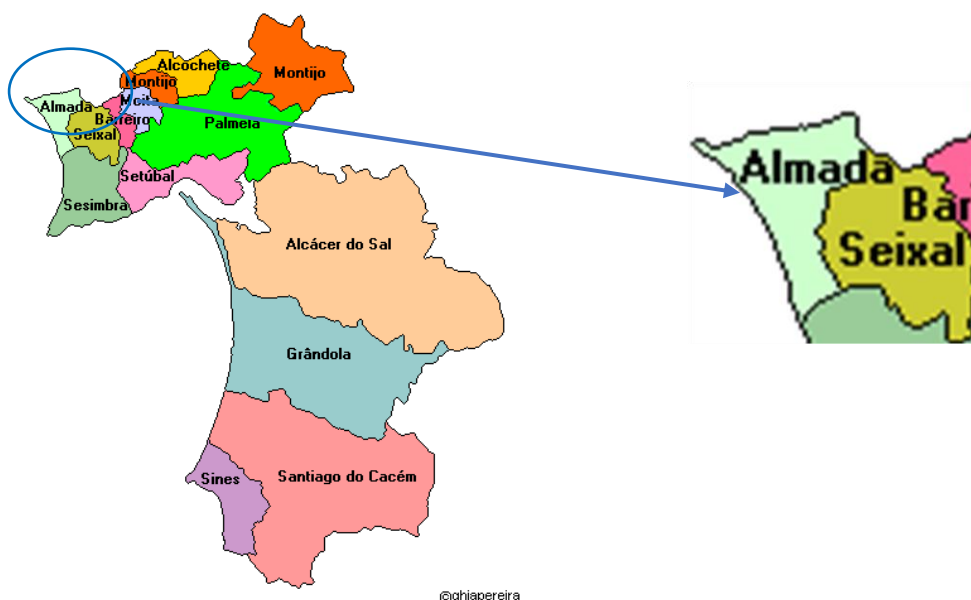 Alcochete
Montijo
Montijo
Moita
Almada
Barreiro
Seixal
Palmela
Setúbal
Sesimbra
Alcácer do Sal
Grândola
Santiago do Cacém
Sines
@ghiapereira
Almada
Bar
Seixal